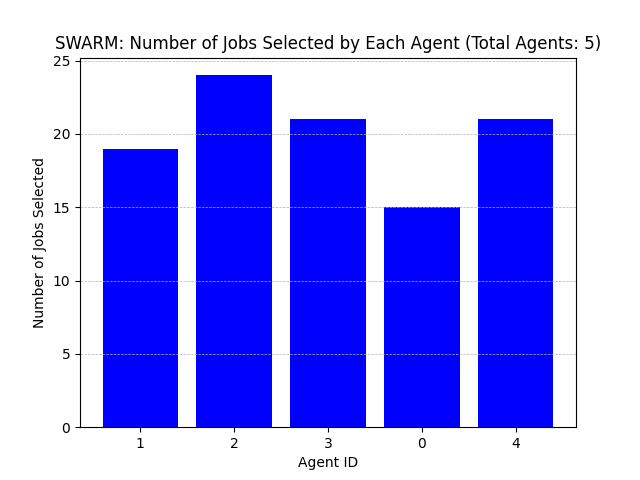 SWARM: Number of Jobs Selected by Each Agent (Total Agents: 5)
25
20
15
10
5
0
Number of Jobs Selected
1 2 3 0 4
Agent ID